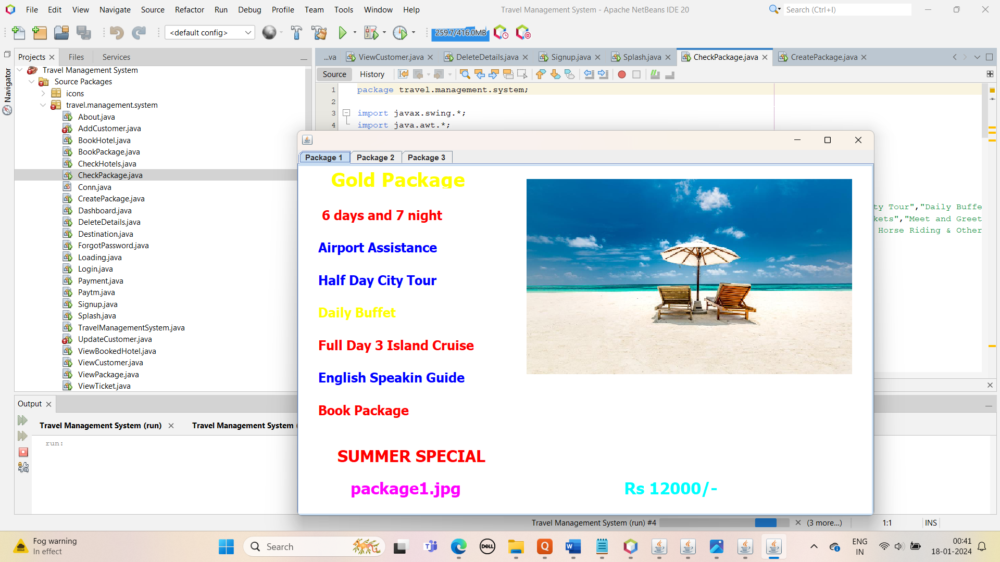 File Edit View Navigate Source Refactor Run Debug Profile Team Tools Window Help
Travel Management System - Apache NetBeans IDE 20
Search (Ctrl+I)
<default config>
259.7/416.0MB
Projects Files Services
Navigator
Travel Management System
Source Packages
icons
travel.management.system
About.java
AddCustomer.java
BookHotel.java
BookPackage.java
CheckHotels.java
CheckPackage.java
Conn.java
CreatePackage.java
Dashboard.java
DeleteDetails.java
Destination.java
ForgotPassword.java
Loading.java
Login.java
Payment.java
Paytm.java
Signup.java
Splash.java
TravelManagementSystem.java
UpdateCustomer.java
ViewBookedHotel.java
ViewCustomer.java
ViewPackage.java
ViewTicket.java
...va ViewCustomer.java DeleteDetails.java Signup.java Splash.java CheckPackage.java CreatePackage.java
Source History
1 package travel.management.system;
2
3 import javax.swing.*;
4 import java.awt.*;
ty Tour","Daily Buffe
kets","Meet and Greet
Horse Riding & Other
Package 1 Package 2 Package 3
Gold Package
6 days and 7 night
Airport Assistance
Half Day City Tour
Daily Buffet
Full Day 3 Island Cruise
English Speakin Guide
Book Package
SUMMER SPECIAL
package1.jpg Rs 12000/-
Output
Travel Management System (run) Travel Management System
run:
Travel Management System (run) #4 (3 more...) 1:1 INS
Fog warning
In effect
Search
DELL
ENG
IN
00:41
18-01-2024